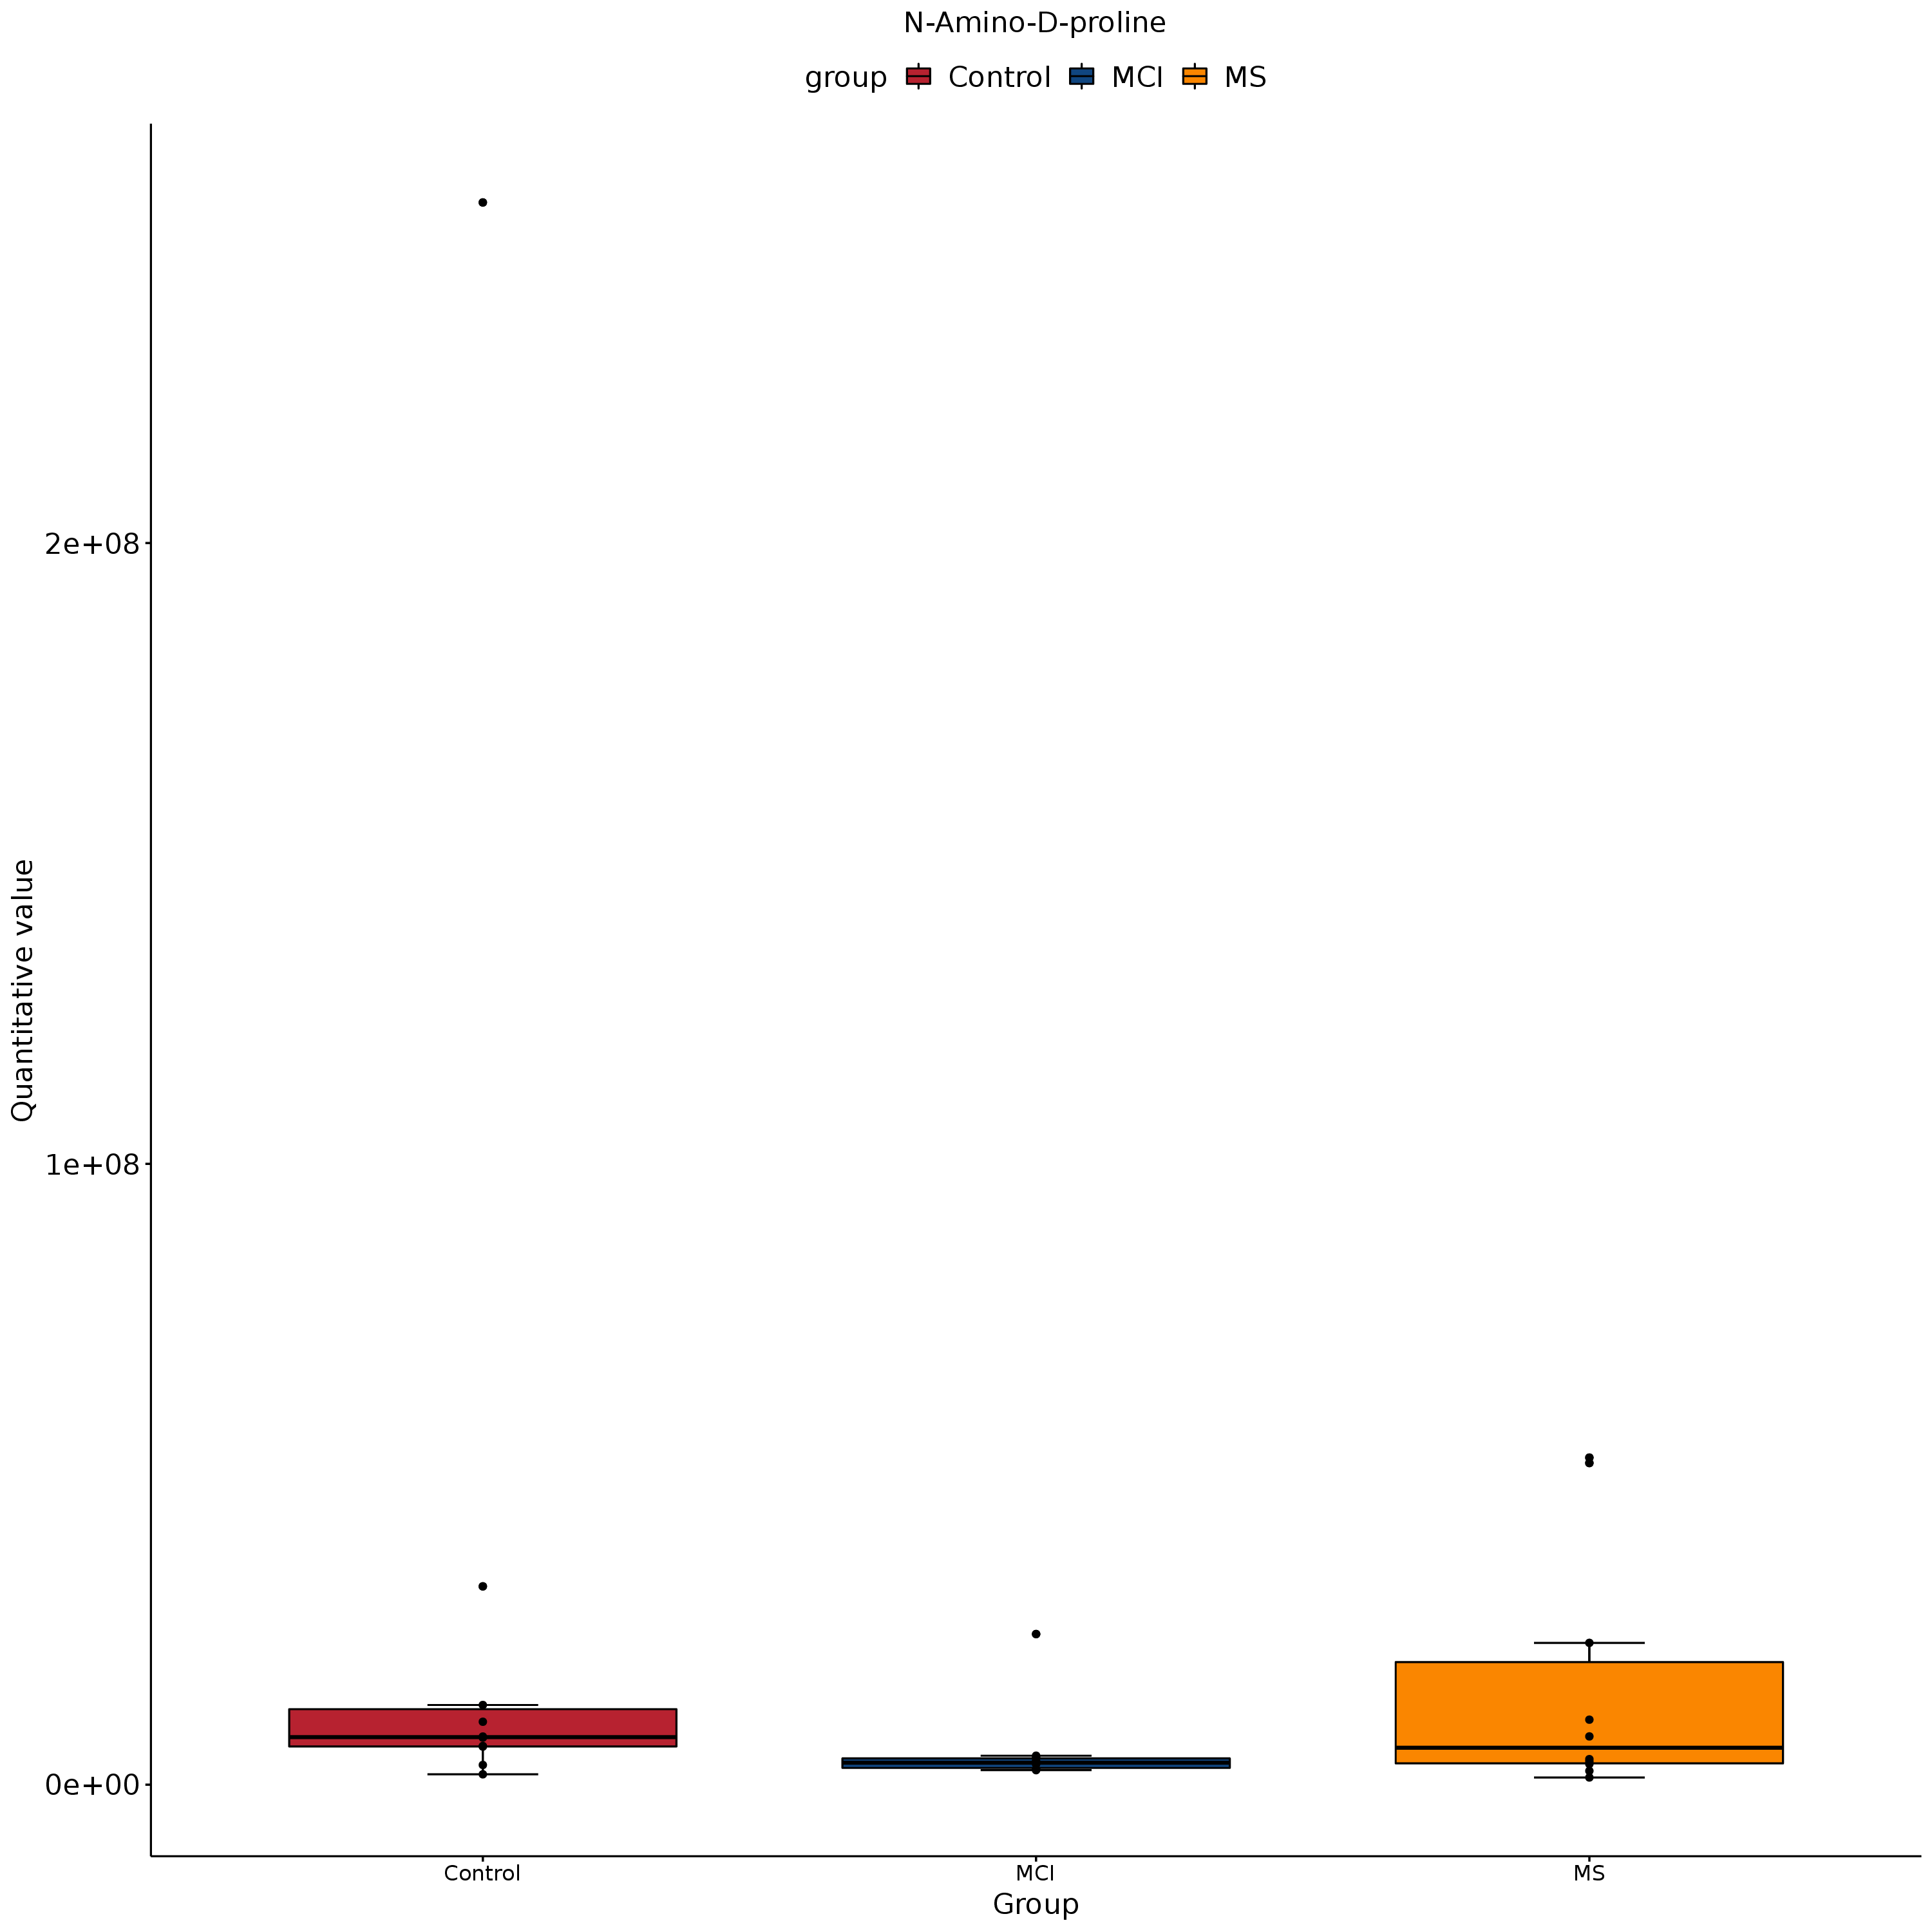 N-Amino-D-proline
group Control MCI MS
Quantitative value
2e+08
1e+08
0e+00
Control MCI MS
Group